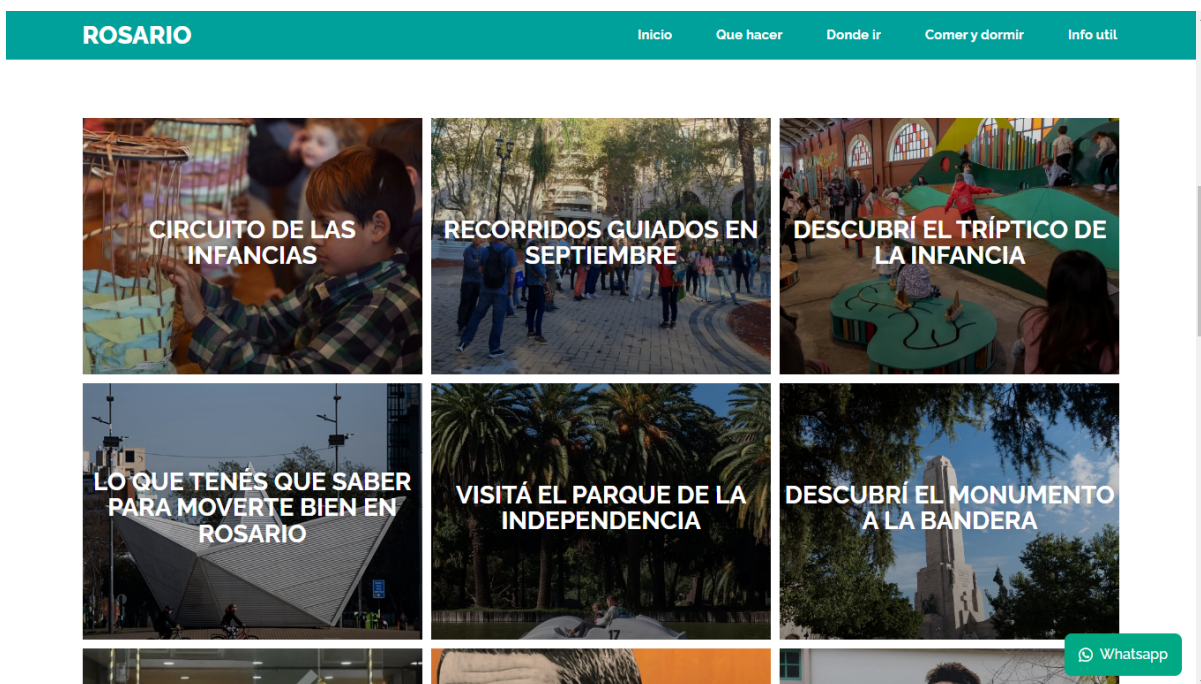 ROSARIO
Inicio
Que hacer
Donde ir
Comer y dormir
Info util
CIRCUITO DE LAS
INFANCIAS
RECORRIDOS GUIADOS EN
SEPTIEMBRE
DESCUBRÍ EL TRÍPTICO DE
LA INFANCIA
LO QUE TENÉS QUE SABER
PARA MOVERTE BIEN EN
ROSARIO
VISITÁ EL PARQUE DE LA
INDEPENDENCIA
17
DESCUBRÍ EL MONUMENTO
A LA BANDERA
Whatsapp